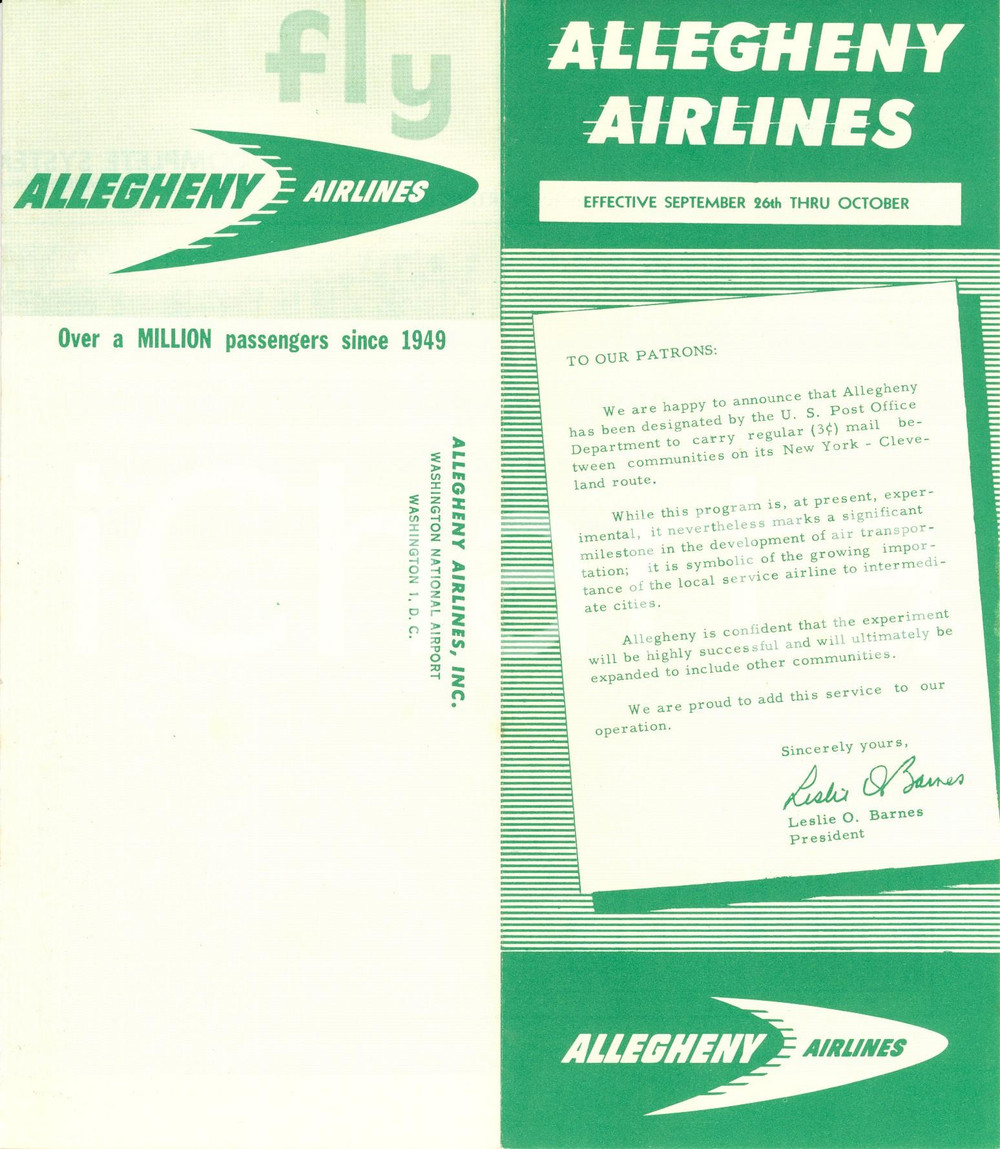 fly
ALLEGHENY AIRLINES
Over a MILLION passengers since 1949
ALLEGHENY AIRLINES, INC.
WASHINGTON NATIONAL AIRPORT
WASHINGTON 1, D. C.
ALLEGHENY
AIRLINES
EFFECTIVE SEPTEMBER 26th THRU OCTOBER
TO OUR PATRONS:
We are happy to announce that Allegheny
has been designated by the U. S. Post Office
Department to carry regular (3¢) mail be-
tween communities on its New York - Cleve-
land route.
While this program is, at present, exper-
imental, it nevertheless marks a significant
milestone in the development of air transpor-
tation; it is symbolic of the growing impor-
tance of the local service airline to intermedi-
ate cities.
Allegheny is confident that the experiment
will be highly successful and will ultimately be
expanded to include other communities.
We are proud to add this service to our
operation.
Sincerely yours,
Leslie O Barnes
Leslie O. Barnes
President
ALLEGHENY AIRLINES